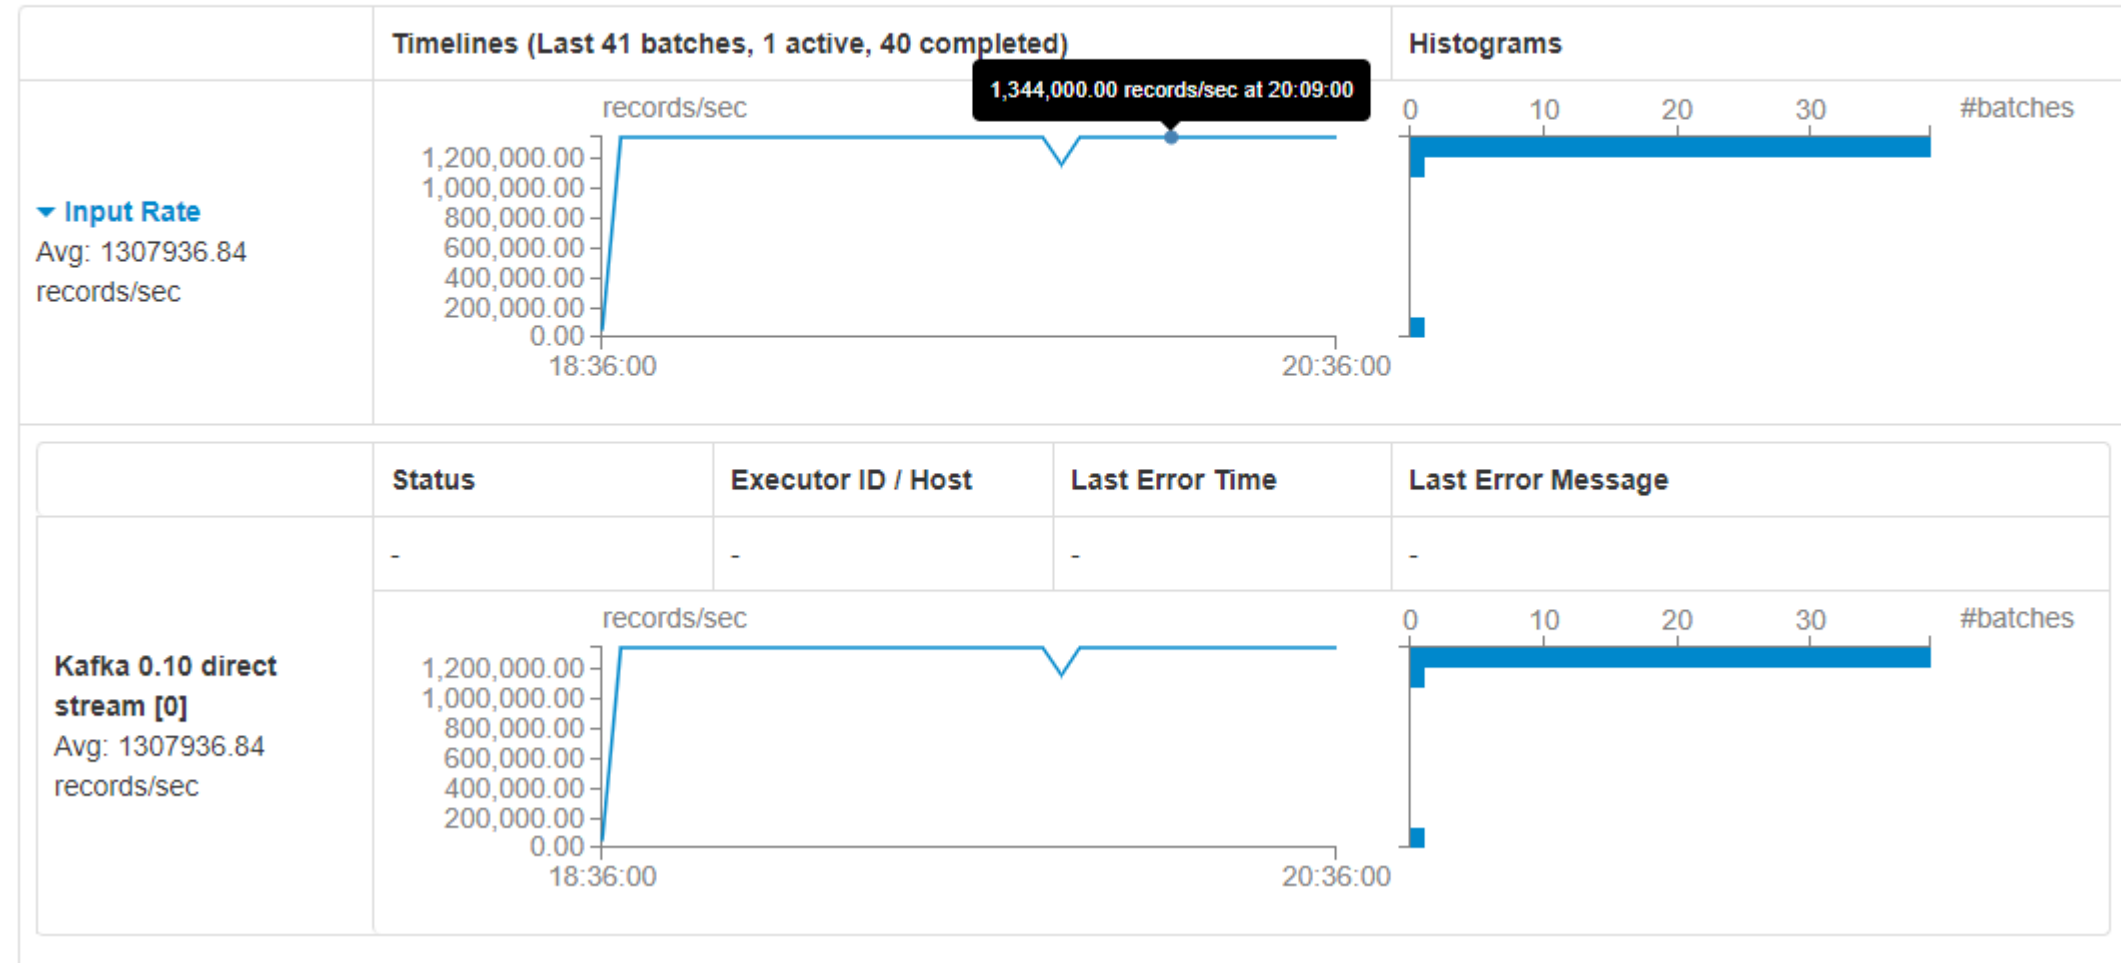 Timelines (Last 41 batches, 1 active, 40 completed)
Histograms
1,344,000.00 records/sec at 20:09:00
Input Rate
Avg: 1307936.84
records/sec
records/sec
1,200,000.00
1,000,000.00
800,000.00
600,000.00
400,000.00
200,000.00
0.00
18:36:00
20:36:00
0 10 20 30 #batches
Status
Executor ID / Host
Last Error Time
Last Error Message
- - - -
Kafka 0.10 direct
stream [0]
Avg: 1307936.84
records/sec
records/sec
1,200,000.00
1,000,000.00
800,000.00
600,000.00
400,000.00
200,000.00
0.00
18:36:00
20:36:00
0 10 20 30 #batches